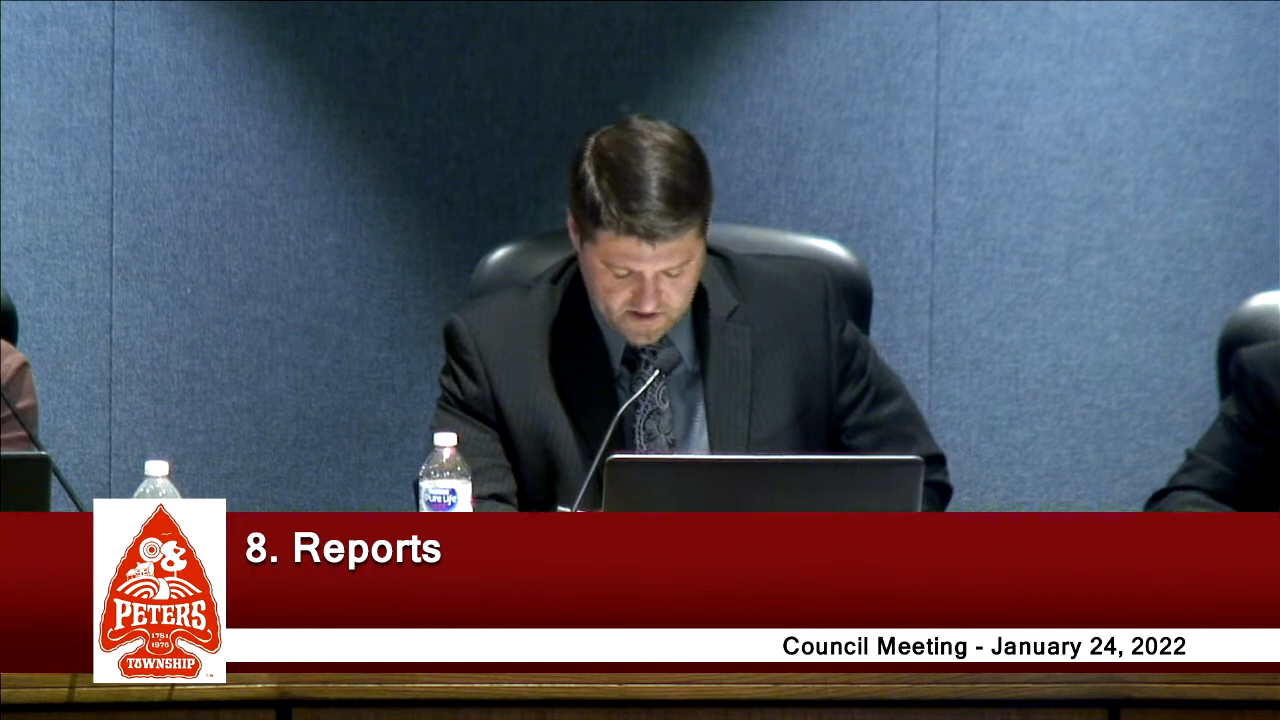 Pure Life
8. Reports
PETERS
1781
1976
TOWNSHIP
Council Meeting - January 24, 2022